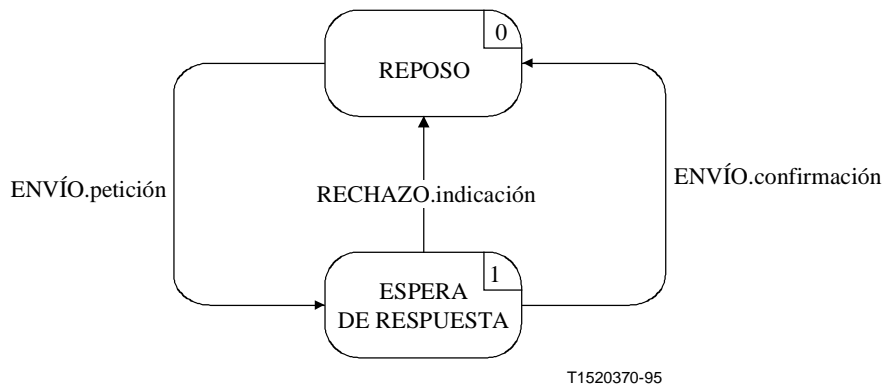 0
REPOSO
ENVÍO.petición
RECHAZO.indicación
ENVÍO.confirmación
1
ESPERA
DE RESPUESTA
T1520370-95